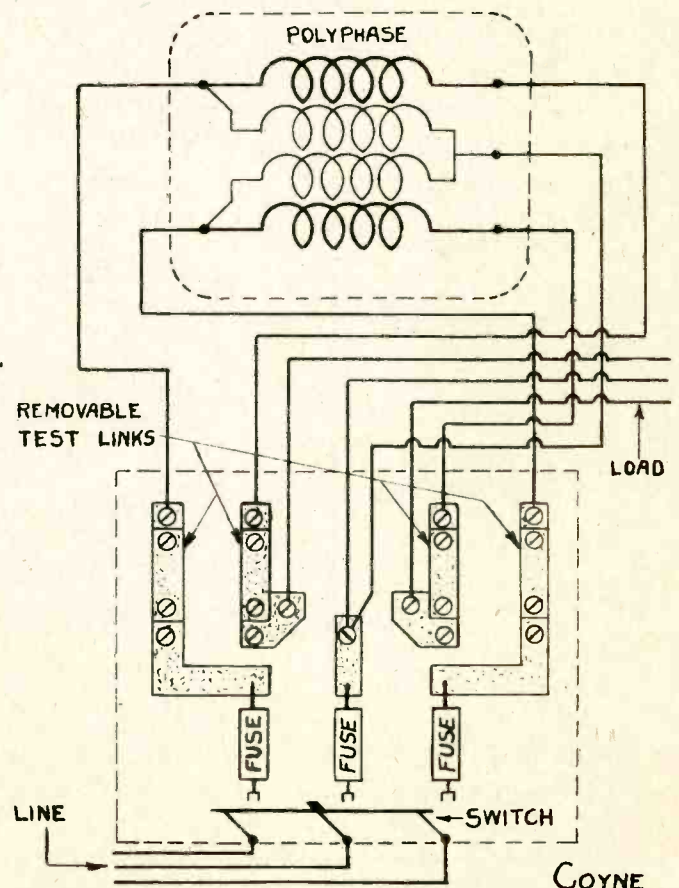 POLYPHASE
REMOVABLE
TEST LINKS
LOAD
FUSE
FUSE
FUSE
LINE
SWITCH
COYNE